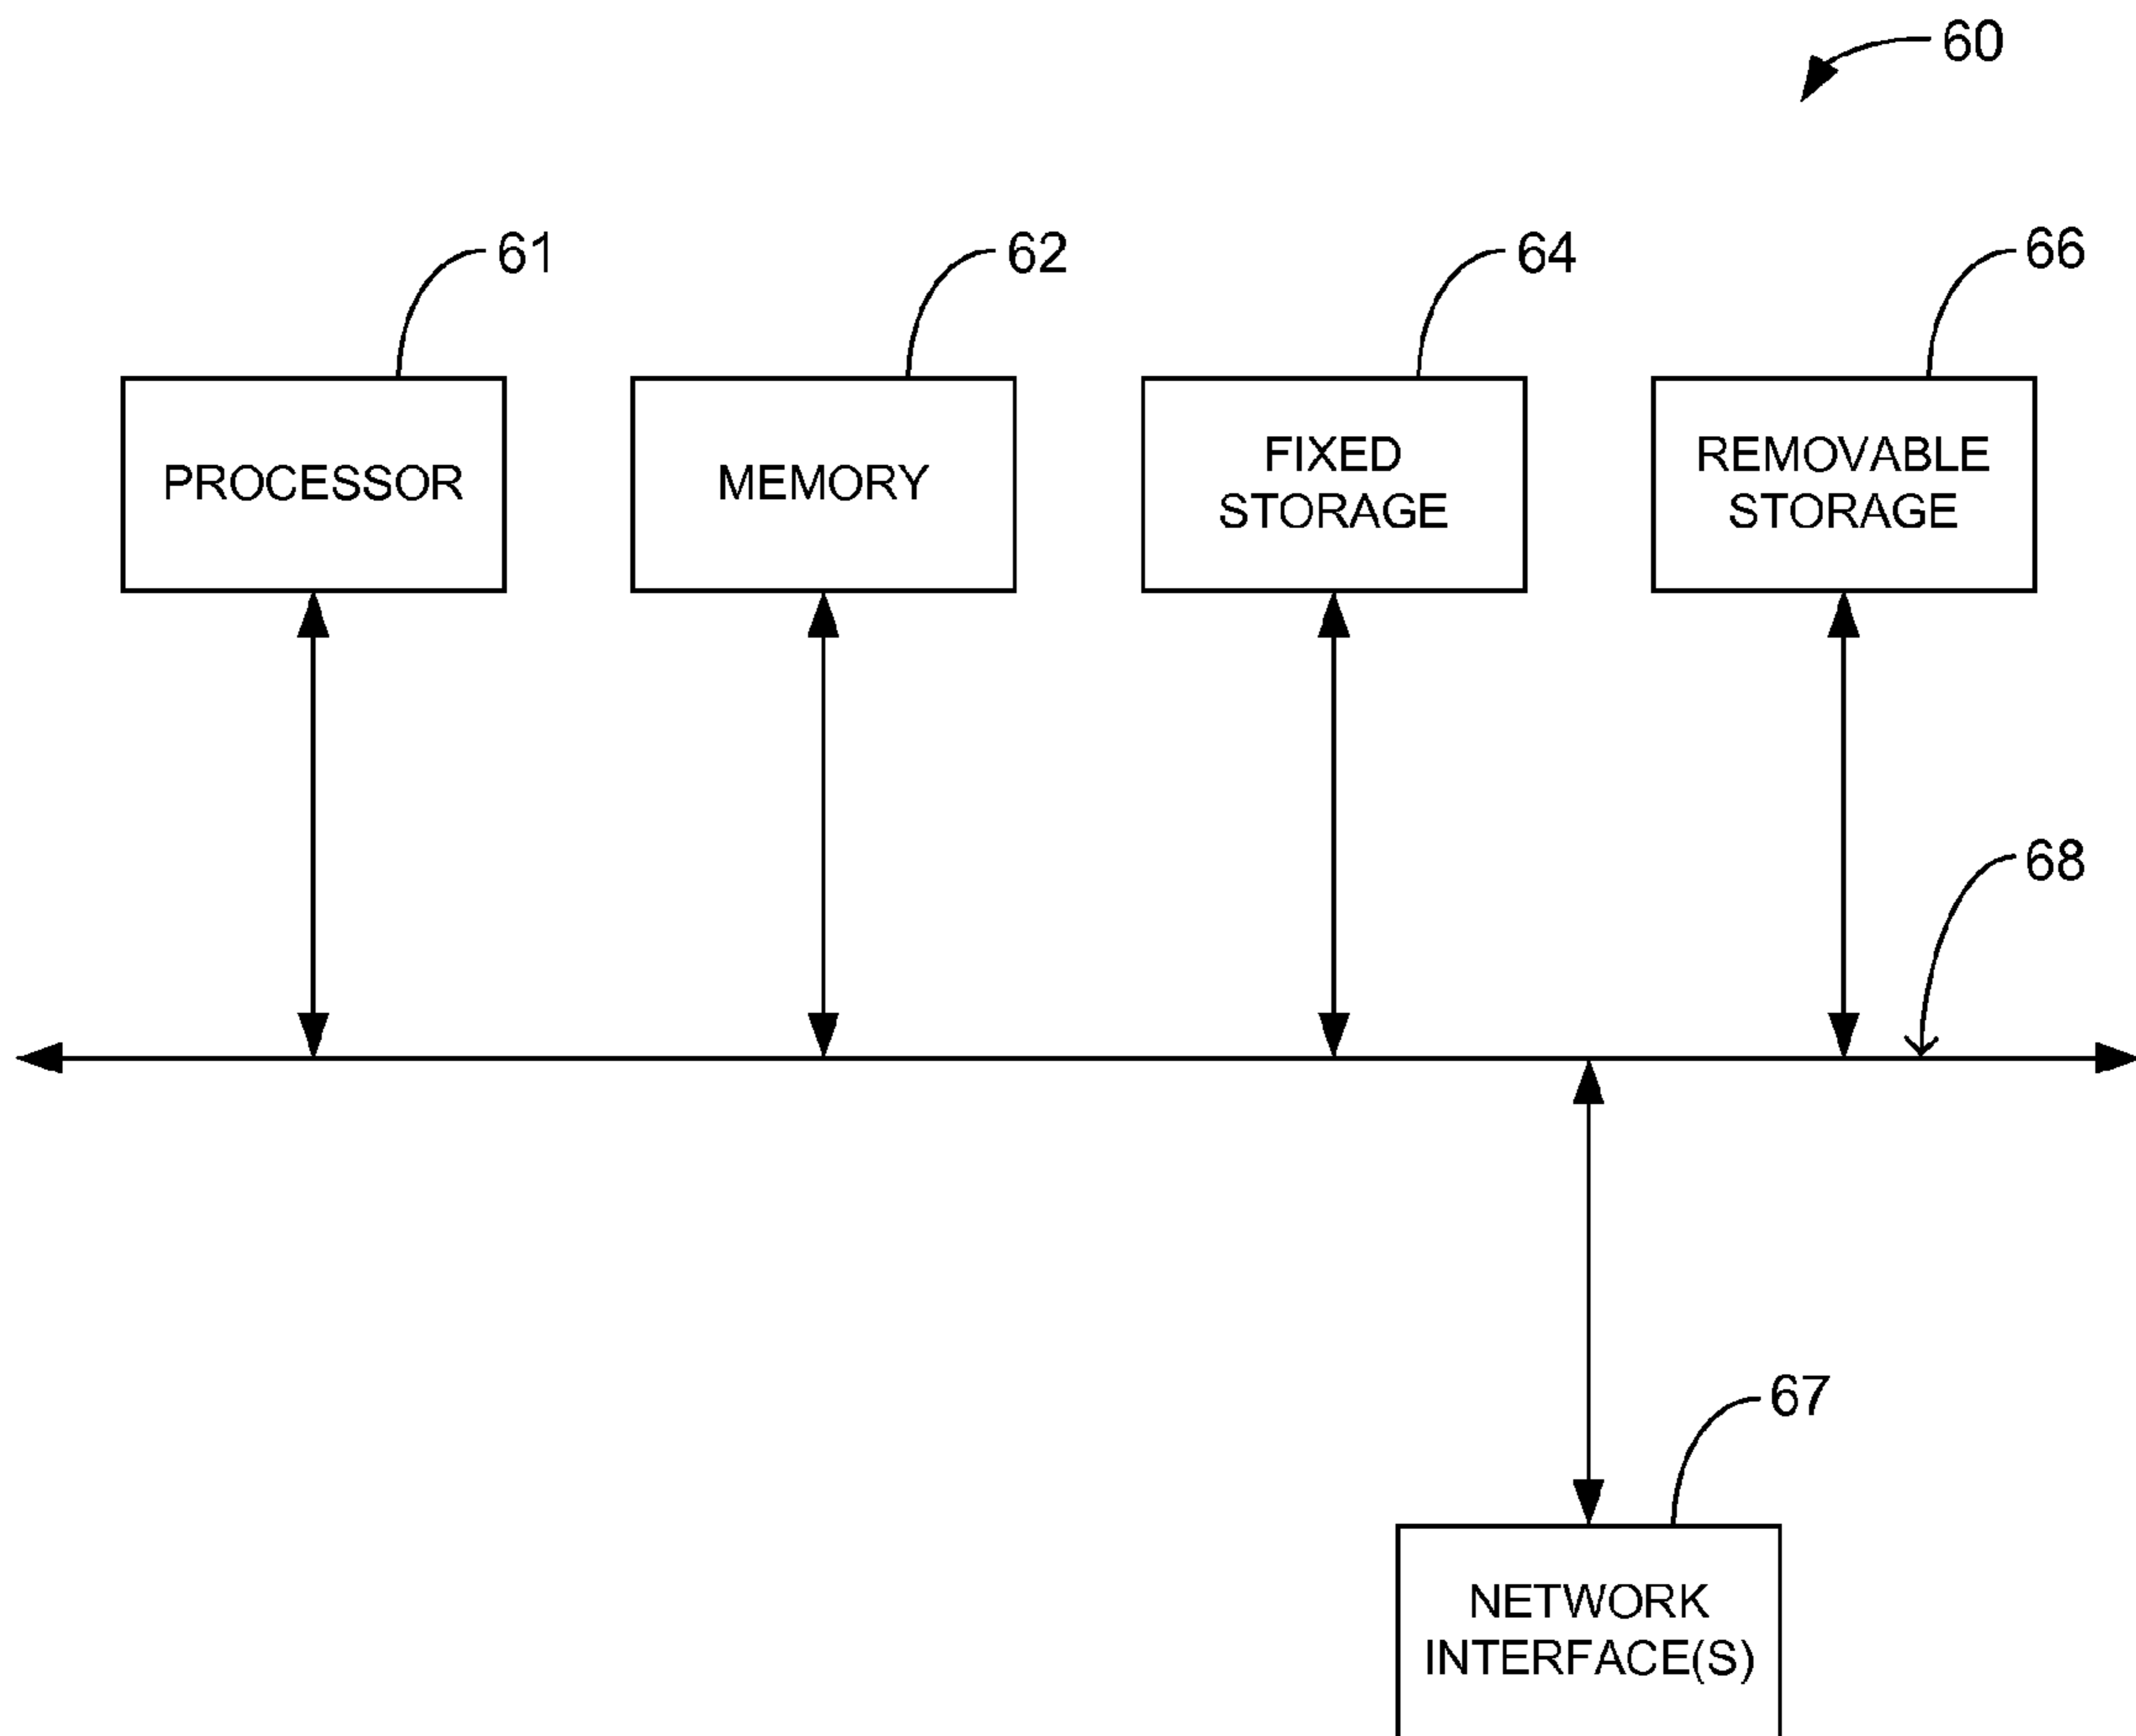 60
61
62
64
66
PROCESSOR
MEMORY
FIXED
STORAGE
REMOVABLE
STORAGE
68
67
NETWORK
INTERFACE(S)